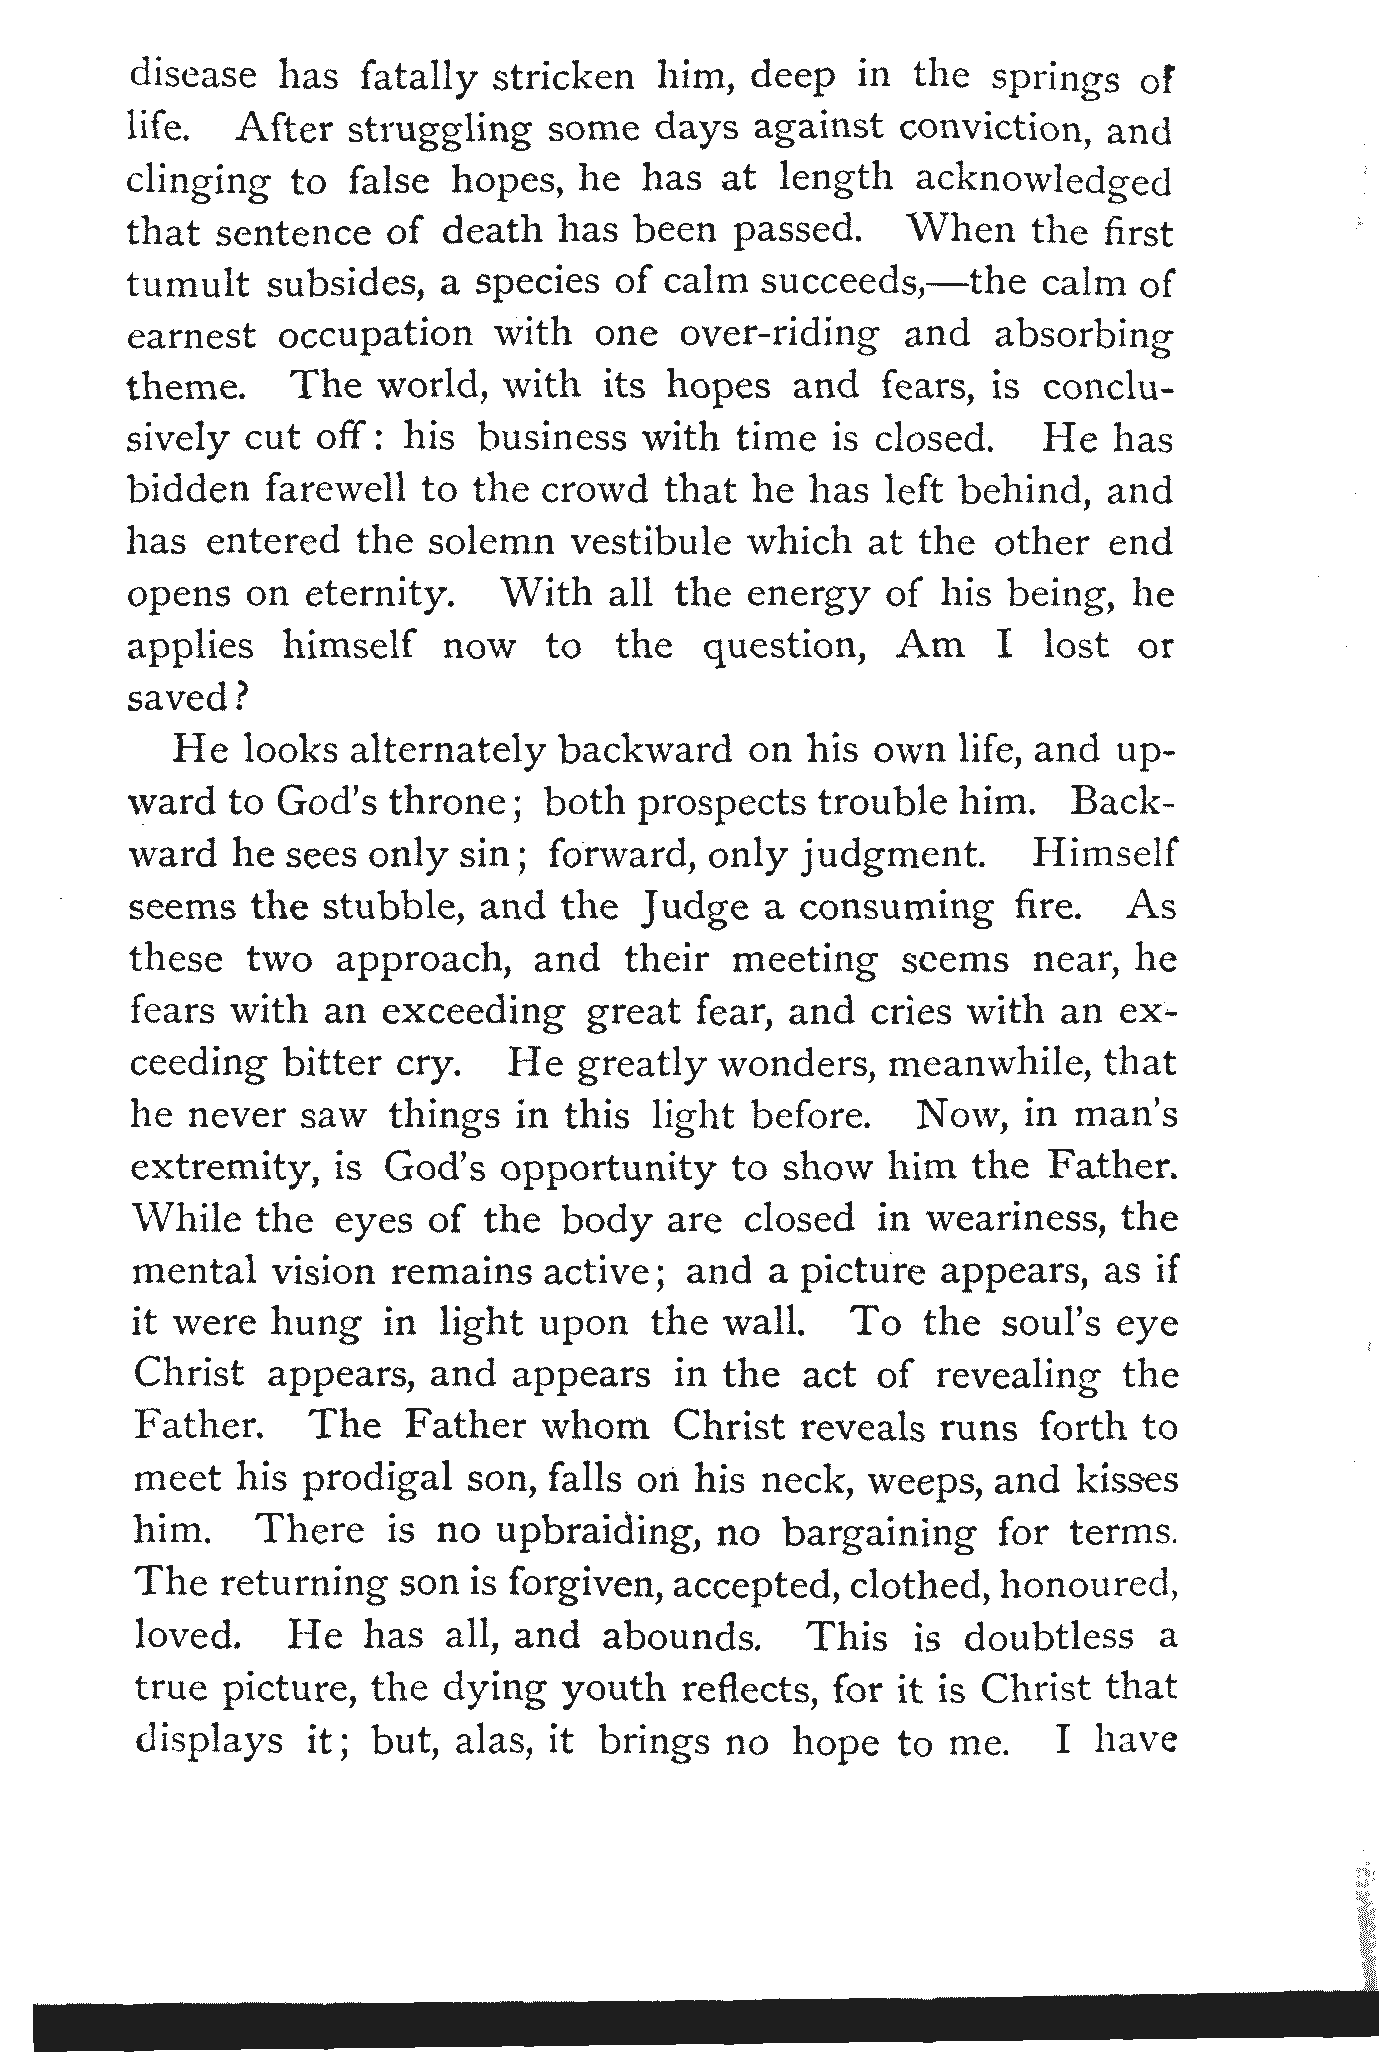 disease has fatally stricken him, deep in the springs of
life. After struggling some days against conviction, and
clinging to false hopes, he has at length acknowledged
that sentence of death has been passed. When the first
tumult subsides, a species of calm succeeds,—the calm of
earnest occupation with one over-riding and absorbing
theme. The world, with its hopes and fears, is conclu-
sively cut off: his business with time is closed. He has
bidden farewell to the crowd that he has left behind, and
has entered the solemn vestibule which at the other end
opens on eternity. With all the energy of his being, he
applies himself now to the question, Am I lost or
saved?
He looks alternately backward on his own life, and up-
ward to God's throne; both prospects trouble him. Back-
ward he sees only sin; forward, only judgment. Himself
seems the stubble, and the Judge a consuming fire. As
these two approach, and their meeting seems near, he
fears with an exceeding great fear, and cries with an ex-
ceeding bitter cry. He greatly wonders, meanwhile, that
he never saw things in this light before. Now, in man's
extremity, is God's opportunity to show him the Father.
While the eyes of the body are closed in weariness, the
mental vision remains active; and a picture appears, as if
it were hung in light upon the wall. To the soul's eye
Christ appears, and appears in the act of revealing the
Father. The Father whom Christ reveals runs forth to
meet his prodigal son, falls on his neck, weeps, and kisses
him. There is no upbraiding, no bargaining for terms.
The returning son is forgiven, accepted, clothed, honoured,
loved. He has all, and abounds. This is doubtless a
true picture, the dying youth reflects, for it is Christ that
displays it; but, alas, it brings no hope to me. I have